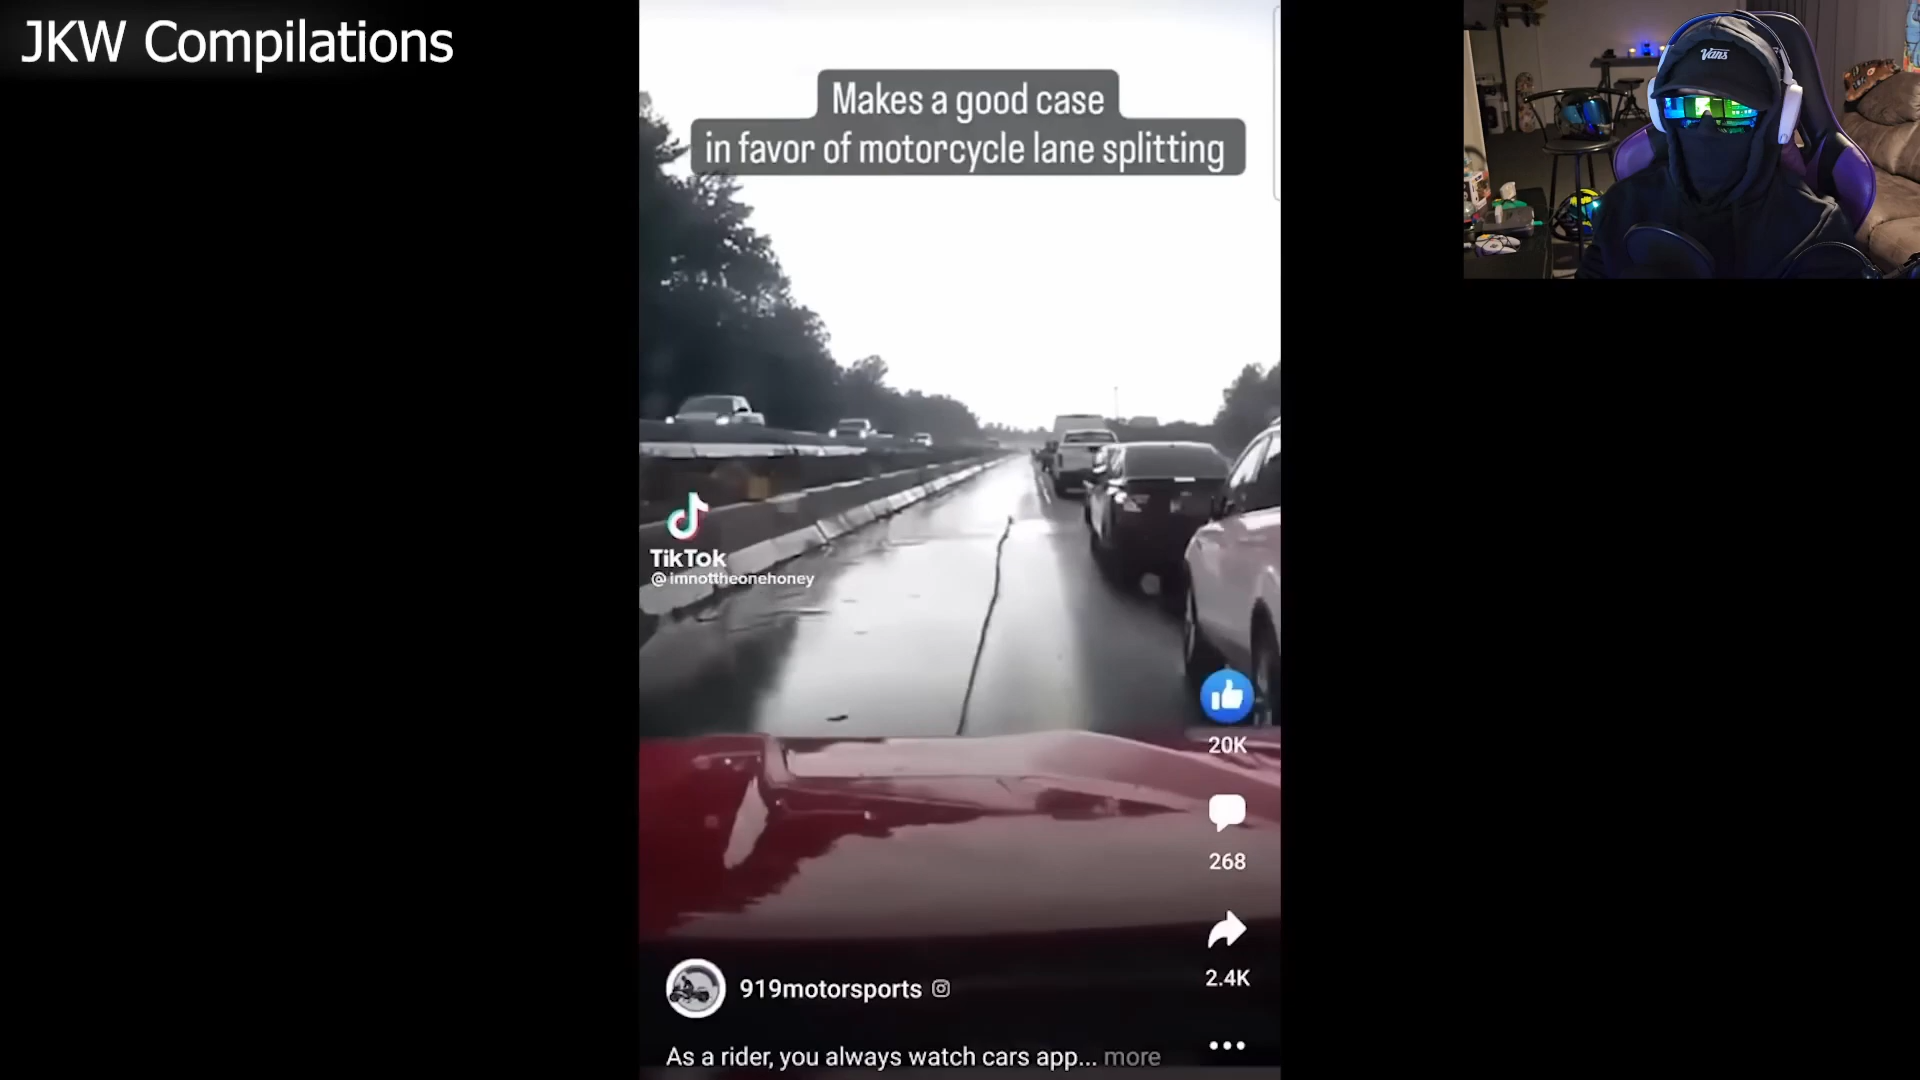 JKW Compilations
Makes a good case
in favor of motorcycle lane splitting
Vans
TikTok
@imnottheonehoney
20K
268
2.4K
919motorsports
As a rider, you always watch cars app... more